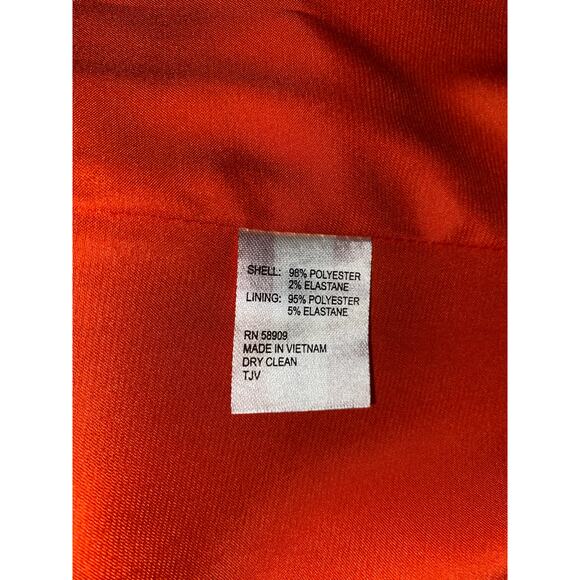 SHELL: 98% POLYESTER
2% ELASTANE
LINING: 95% POLYESTER
5% ELASTANE
RN 58909
MADE IN VIETNAM
DRY CLEAN
TJV